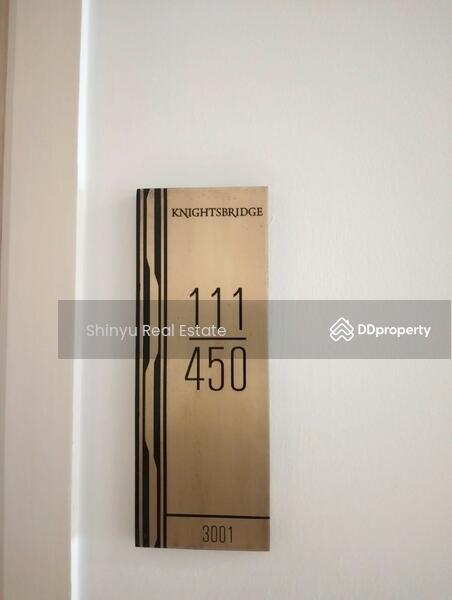 KNIGHTSBRIDGE
111
Shinyu Real Estate
DDproperty
450
3001